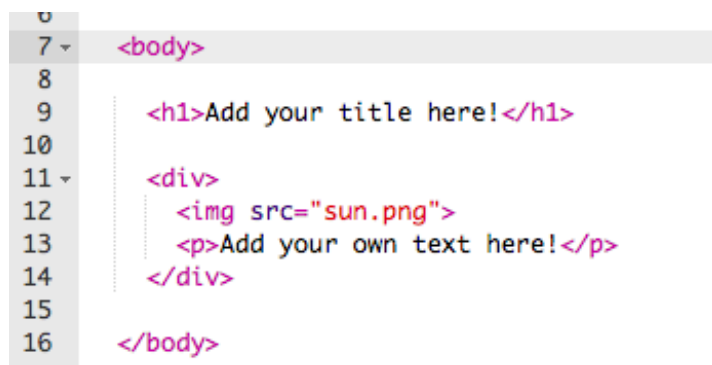 6
7 <body>
8
9 <h1>Add your title here!</h1>
10
11 <div>
12 <img src="sun.png">
13 <p>Add your own text here!</p>
14 </div>
15
16 </body>